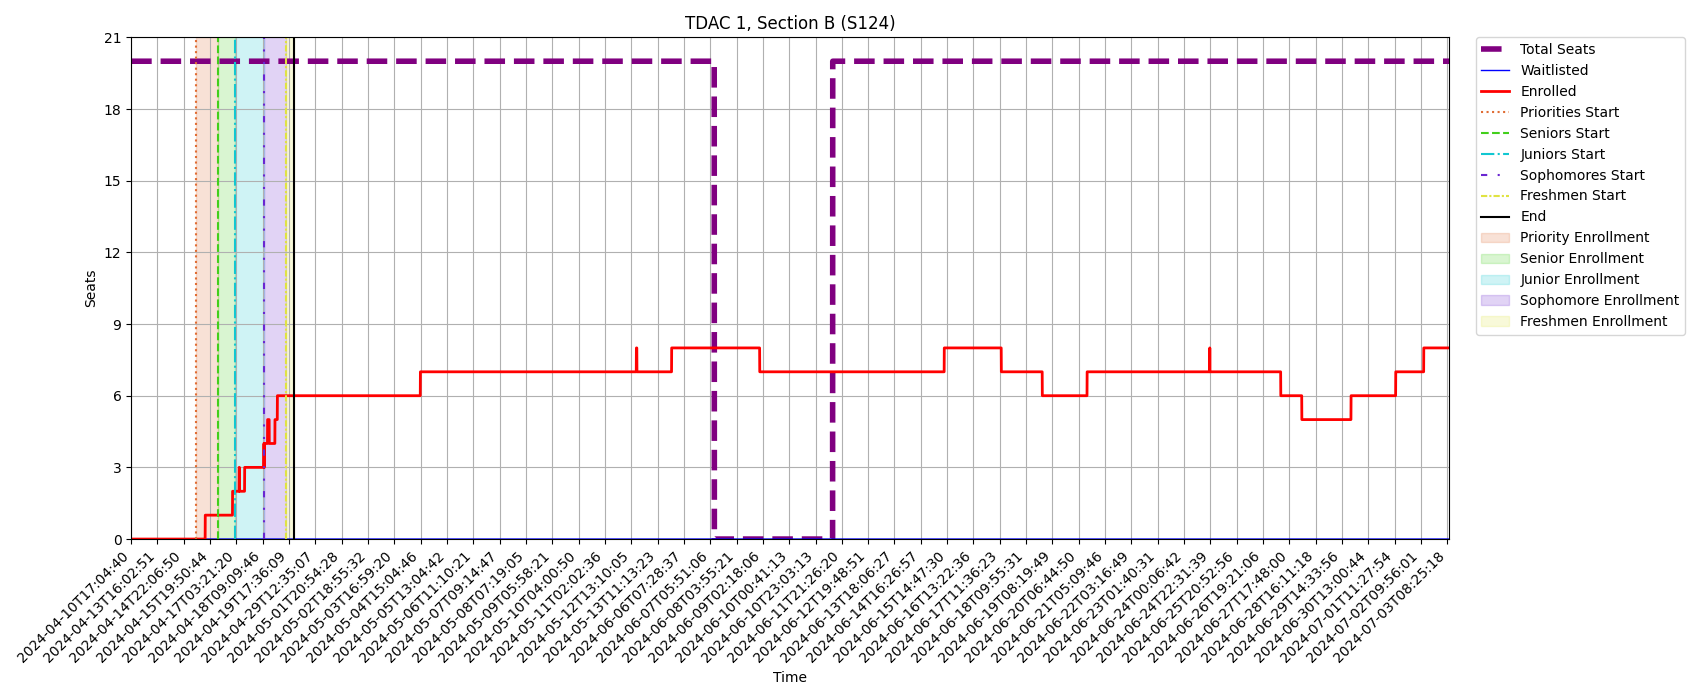 TDAC 1, Section B (S124)
21
18
15
12
9
6
3
0
Seats
2024-04-10T17:04:40
2024-04-13T16:02:51
2024-04-14T22:06:50
2024-04-15T19:50:44
2024-04-17T03:21:20
2024-04-18T09:09:46
2024-04-19T17:36:09
2024-04-29T12:35:07
2024-05-01T20:54:28
2024-05-02T18:55:32
2024-05-03T16:59:20
2024-05-04T15:04:46
2024-05-05T13:04:42
2024-05-06T11:10:21
2024-05-07T09:14:47
2024-05-08T07:19:05
2024-05-09T05:58:21
2024-05-10T04:00:50
2024-05-11T02:02:36
2024-05-12T13:10:05
2024-05-13T11:13:23
2024-06-06T07:28:37
2024-06-07T05:51:06
2024-06-08T03:55:21
2024-06-09T02:18:06
2024-06-10T00:41:13
2024-06-10T23:03:13
2024-06-11T21:26:20
2024-06-12T19:48:51
2024-06-13T18:06:27
2024-06-14T16:26:57
2024-06-15T14:47:30
2024-06-16T13:22:36
2024-06-17T11:36:23
2024-06-18T09:55:31
2024-06-19T08:19:49
2024-06-20T06:44:50
2024-06-21T05:09:46
2024-06-22T03:16:49
2024-06-23T01:40:31
2024-06-24T00:06:42
2024-06-24T22:31:39
2024-06-25T20:52:56
2024-06-26T19:21:06
2024-06-27T17:48:00
2024-06-28T16:11:18
2024-06-29T14:33:56
2024-06-30T13:00:44
2024-07-01T11:27:54
2024-07-02T09:56:01
2024-07-03T08:25:18
Time
Total Seats
Waitlisted
Enrolled
Priorities Start
Seniors Start
Juniors Start
Sophomores Start
Freshmen Start
End
Priority Enrollment
Senior Enrollment
Junior Enrollment
Sophomore Enrollment
Freshmen Enrollment